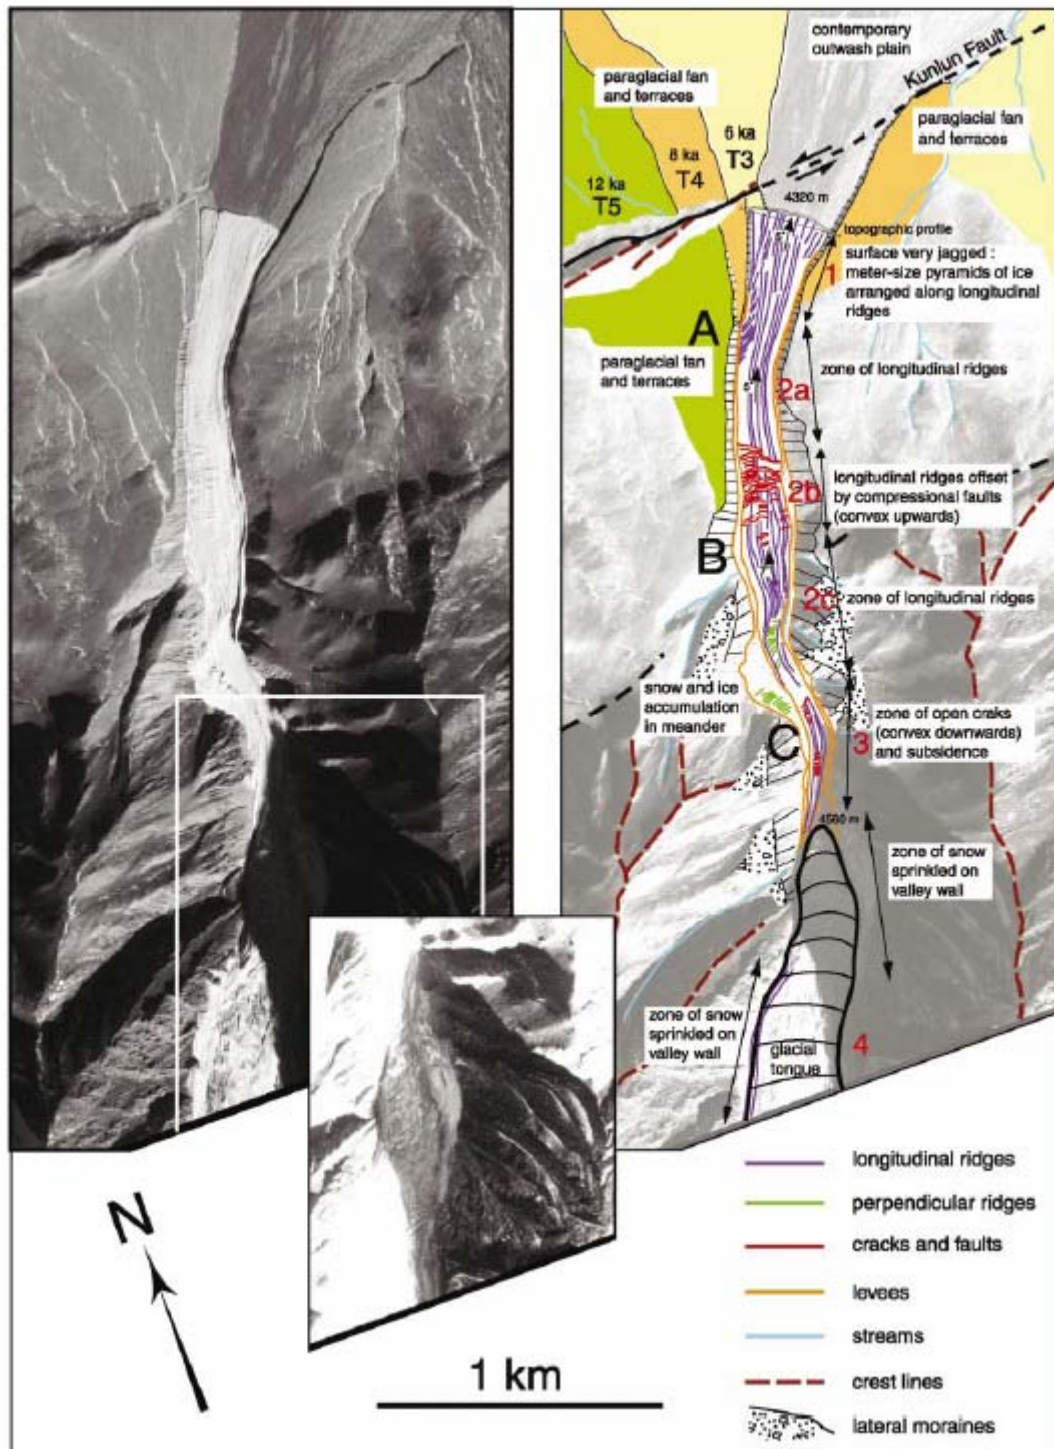 contemporary
outwash plain
Kunlun Fault
paraglacial fan
and terraces
paraglacial fan
and terraces
6 ka
T3
8 ka
T4
12 ka
T5
4320 m
topographic profile
surface very jagged :
meter-size pyramids of ice
arranged along longitudinal
ridges
1
A
zone of longitudinal ridges
paraglacial fan
and terraces
2a
longitudinal ridges offset
by compressional faults
(convex upwards)
2b
B
2c
zone of longitudinal ridges
snow and ice
accumulation
in meander
zone of open craks
(convex downwards)
and subsidence
3
C
4580 m
zone of snow
sprinkled on
valley wall
zone of snow
sprinkled on
valley wall
glacial
tongue
4
N
1 km
longitudinal ridges
perpendicular ridges
cracks and faults
levees
streams
crest lines
lateral moraines